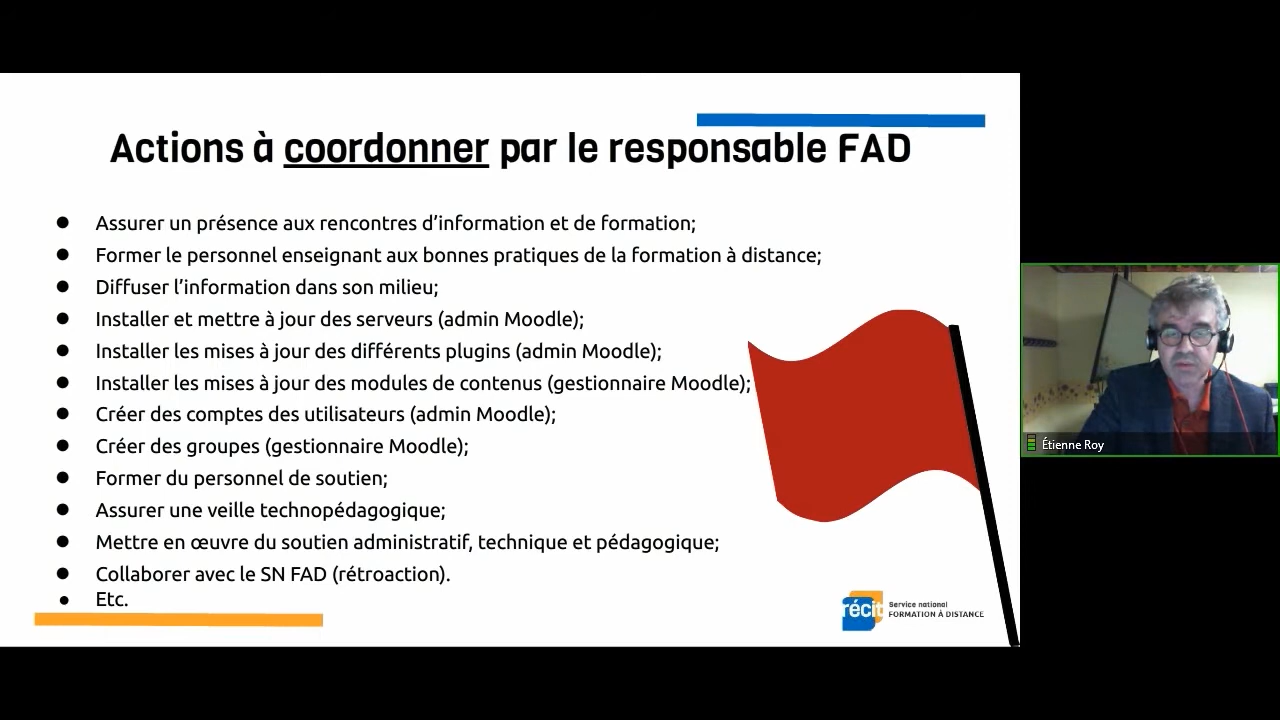 Actions à coordonner par le responsable FAD
● Assurer un présence aux rencontres d’information et de formation;
● Former le personnel enseignant aux bonnes pratiques de la formation à distance;
● Diffuser l’information dans son milieu;
● Installer et mettre à jour des serveurs (admin Moodle);
● Installer les mises à jour des différents plugins (admin Moodle);
● Installer les mises à jour des modules de contenus (gestionnaire Moodle);
● Créer des comptes des utilisateurs (admin Moodle);
● Créer des groupes (gestionnaire Moodle);
● Former du personnel de soutien;
● Assurer une veille technopédagogique;
● Mettre en œuvre du soutien administratif, technique et pédagogique;
● Collaborer avec le SN FAD (rétroaction).
● Etc.
récit
Service national
FORMATION À DISTANCE
Étienne Roy